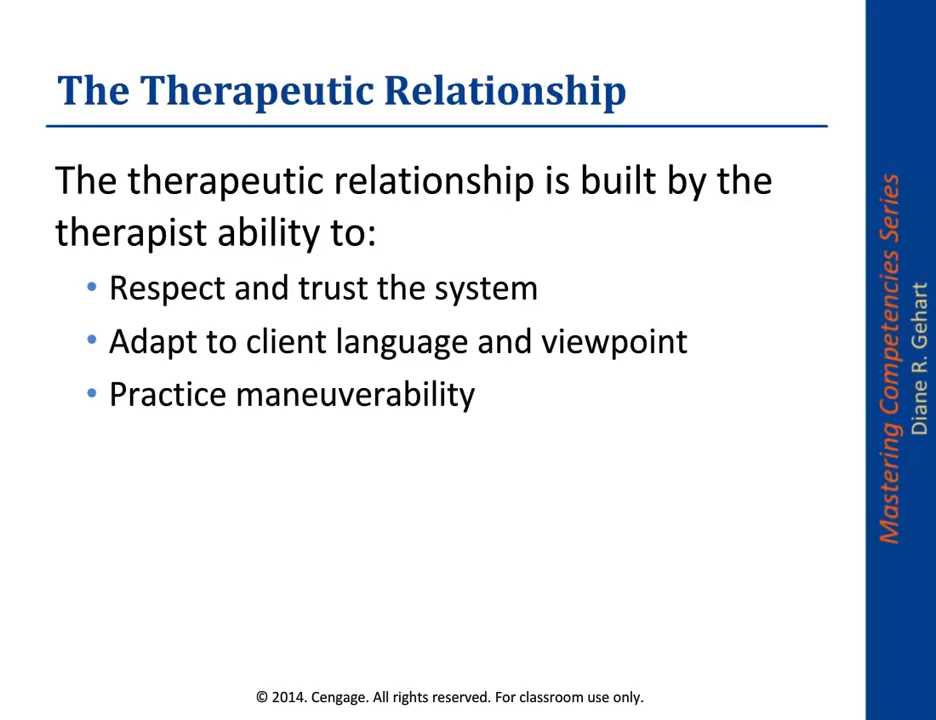 The Therapeutic Relationship
The therapeutic relationship is built by the
therapist ability to:
• Respect and trust the system
• Adapt to client language and viewpoint
• Practice maneuverability
Mastering Competencies Series
Diane R. Gehart
© 2014. Cengage. All rights reserved. For classroom use only.